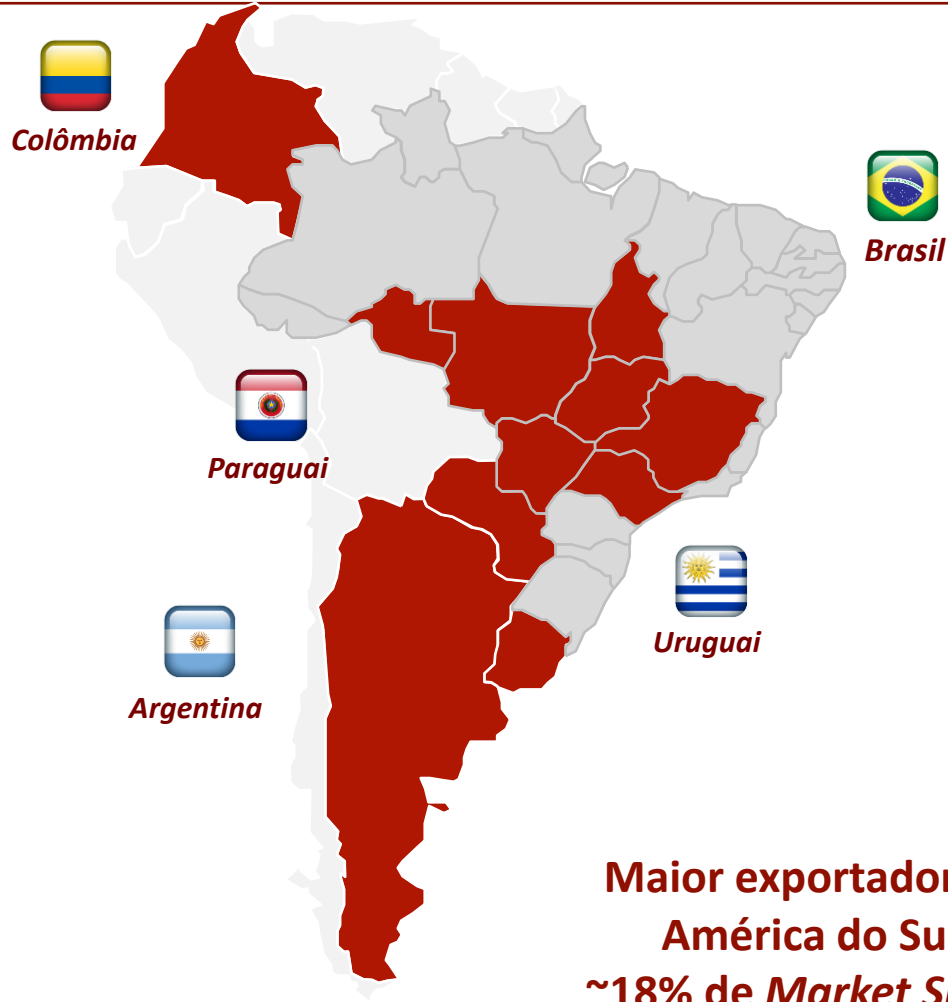 Colômbia
Brasil
Paraguai
Uruguai
Argentina
Maior exportador
América do Su
~18% de Market